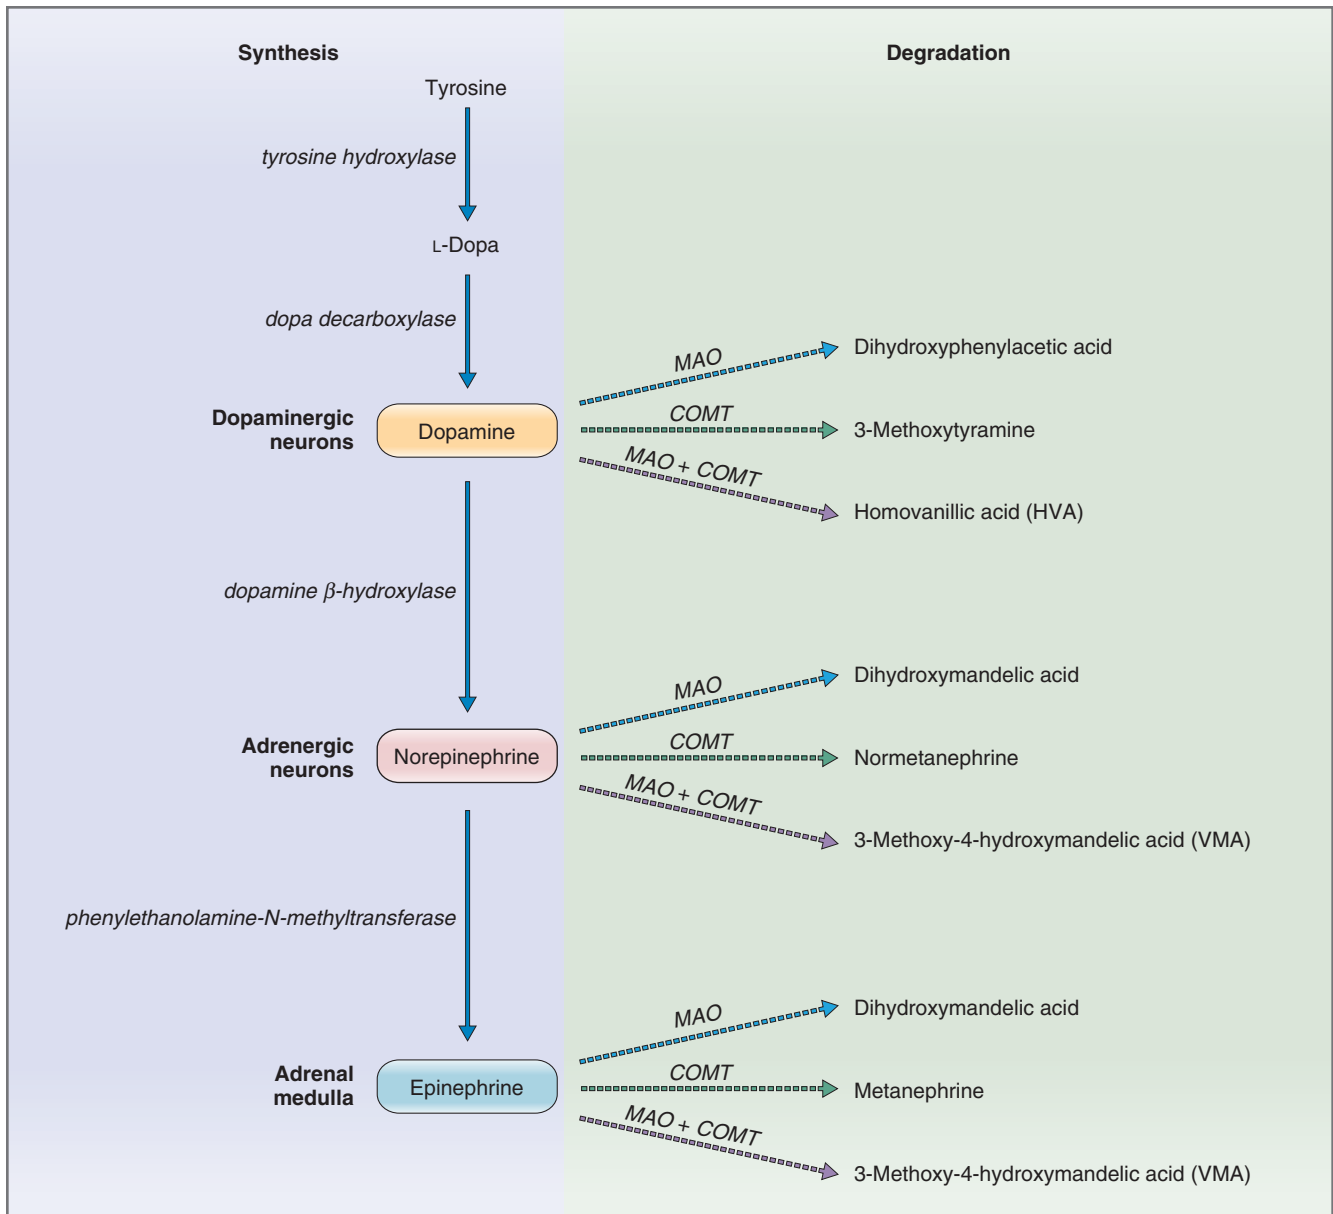 Synthesis
Degradation
Tyrosine
tyrosine hydroxylase
L-Dopa
dopa decarboxylase
Dopaminergic
neurons
Dopamine
MAO
Dihydroxyphenylacetic acid
COMT
3-Methoxytyramine
MAO + COMT
Homovanillic acid (HVA)
dopamine β-hydroxylase
Adrenergic
neurons
Norepinephrine
MAO
Dihydroxymandelic acid
COMT
Normetanephrine
MAO + COMT
3-Methoxy-4-hydroxymandelic acid (VMA)
phenylethanolamine-N-methyltransferase
Adrenal
medulla
Epinephrine
MAO
Dihydroxymandelic acid
COMT
Metanephrine
MAO + COMT
3-Methoxy-4-hydroxymandelic acid (VMA)